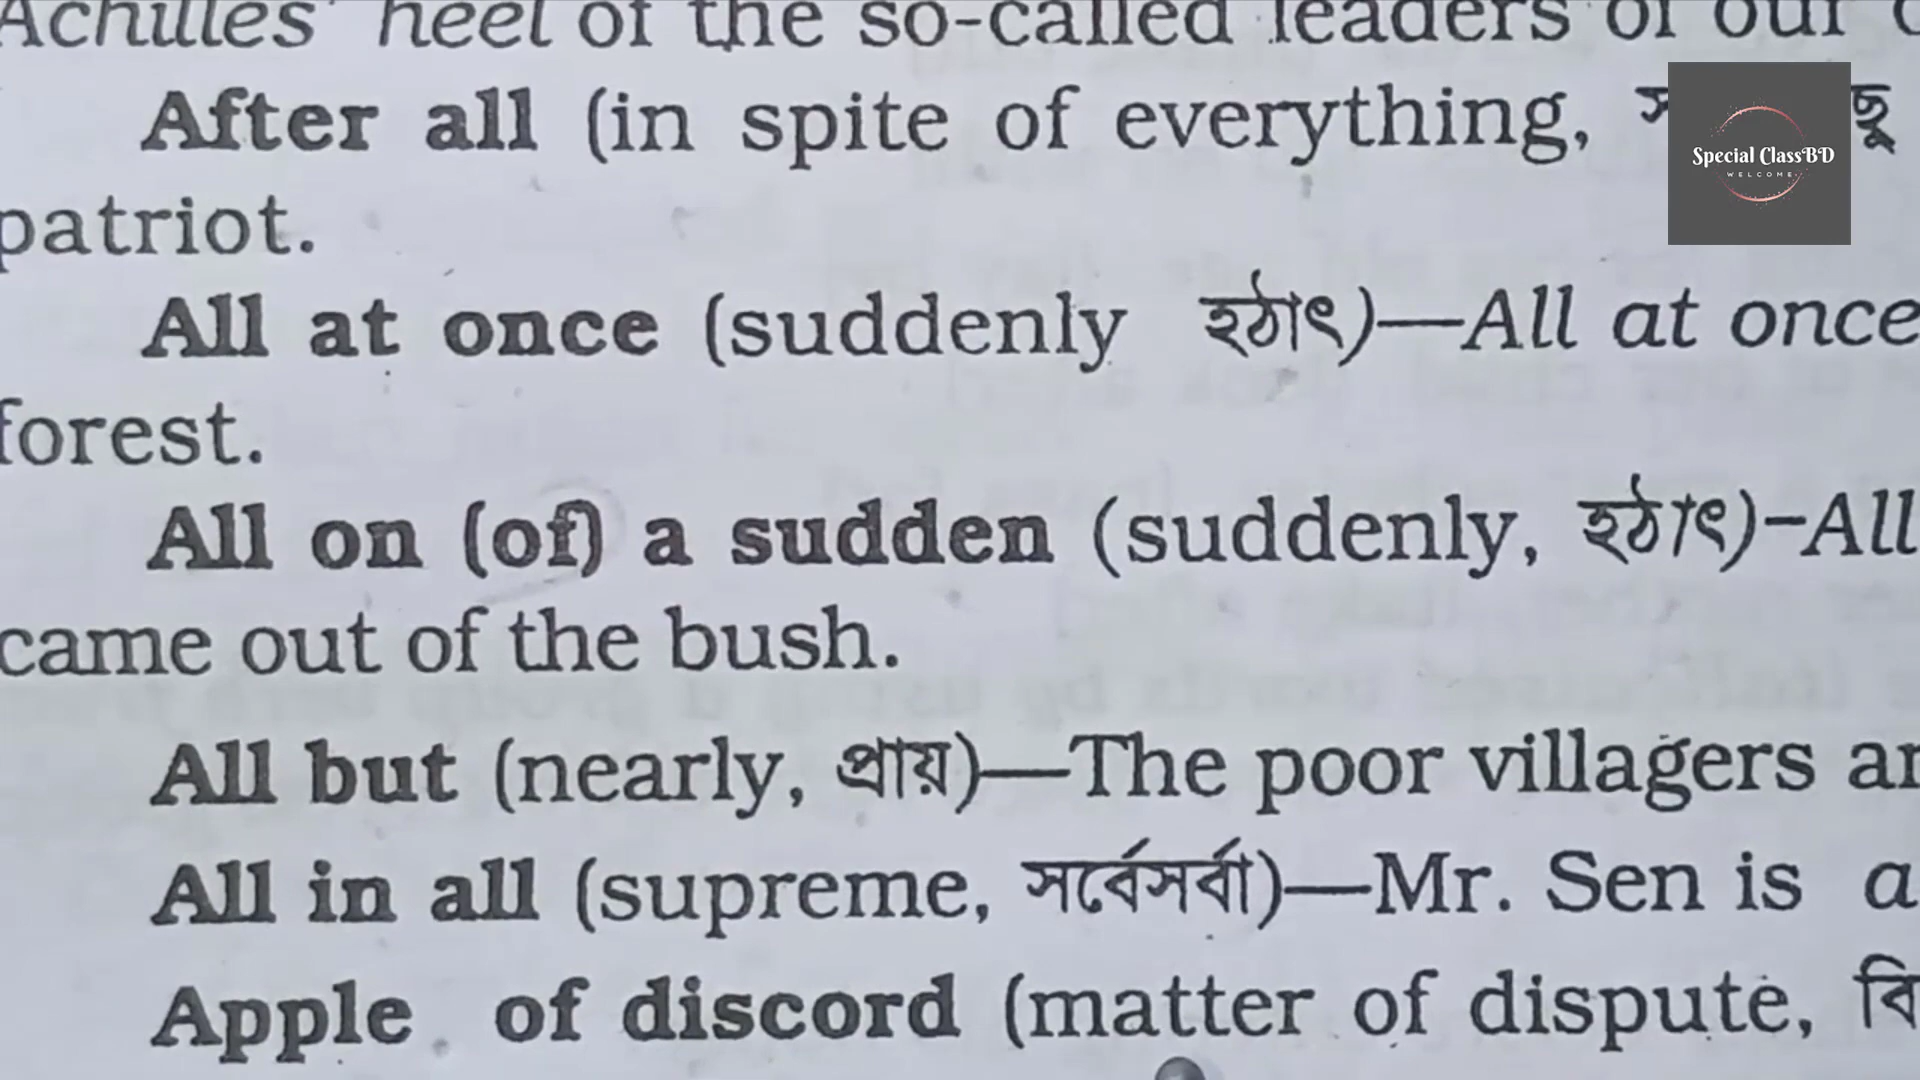 Achilles' heel of the so-called leaders of our
After all (in spite of everything,
patriot.
All at once (suddenly হঠাৎ)—All at once
forest.
All on (of) a sudden (suddenly, হঠাৎ)-All
came out of the bush.
All but (nearly, প্রায়)—The poor villagers
All in all (supreme, সর্বেসর্বা)—Mr. Sen is a
Apple of discord (matter of dispute,
Special ClassBD
WELCOME